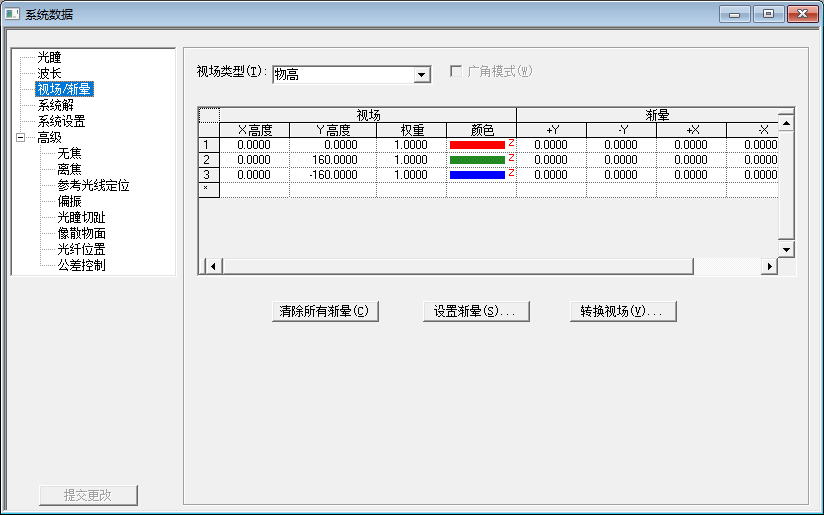 系统数据
光瞳
波长
视场/渐晕
系统解
系统设置
高级
无焦
离焦
参考光线定位
偏振
光瞳切趾
像散物面
光纤位置
公差控制
提交更改
视场类型(T): 物高 广角模式(W)
视场 渐晕
X高度 Y高度 权重 颜色 +Y -Y +X -X
1 0.0000 0.0000 1.0000 Z 0.0000 0.0000 0.0000 0.0000
2 0.0000 160.0000 1.0000 Z 0.0000 0.0000 0.0000 0.0000
3 0.0000 -160.0000 1.0000 Z 0.0000 0.0000 0.0000 0.0000
*
清除所有渐晕(C) 设置渐晕(S)... 转换视场(V)...